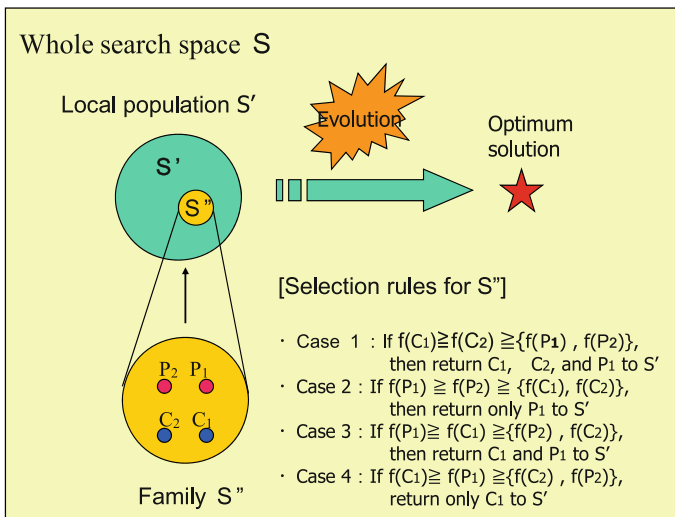 Whole search space S
Local population S'
Evolution
Optimum
solution
S'
S"
[Selection rules for S"]
・ Case 1 : If f(C₁)≧f(C₂) ≧{f(P₁) , f(P₂)},
then return C₁, C₂, and P₁ to S'
・ Case 2 : If f(P₁) ≧ f(P₂) ≧ {f(C₁), f(C₂)},
then return only P₁ to S'
・ Case 3 : If f(P₁)≧ f(C₁) ≧{f(P₂) , f(C₂)},
then return C₁ and P₁ to S'
・ Case 4 : If f(C₁)≧ f(P₁) ≧{f(C₂) , f(P₂)},
return only C₁ to S'
P₂ P₁
C₂ C₁
Family S"